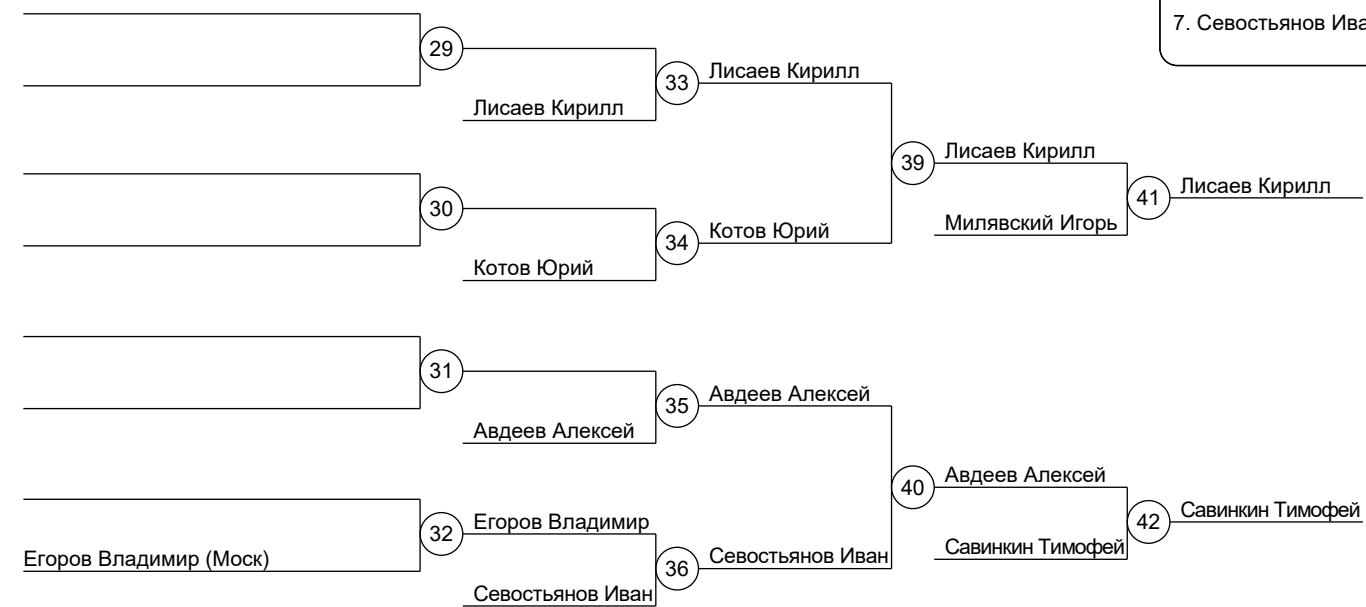 7. Севостьянов Ива
29
33
Лисаев Кирилл
Лисаев Кирилл
39
Лисаев Кирилл
41
Лисаев Кирилл
Милявский Игорь
30
34
Котов Юрий
Котов Юрий
31
35
Авдеев Алексей
Авдеев Алексей
40
Авдеев Алексей
42
Савинкин Тимофей
Савинкин Тимофей
32
Егоров Владимир
Егоров Владимир (Моск)
36
Севостьянов Иван
Севостьянов Иван